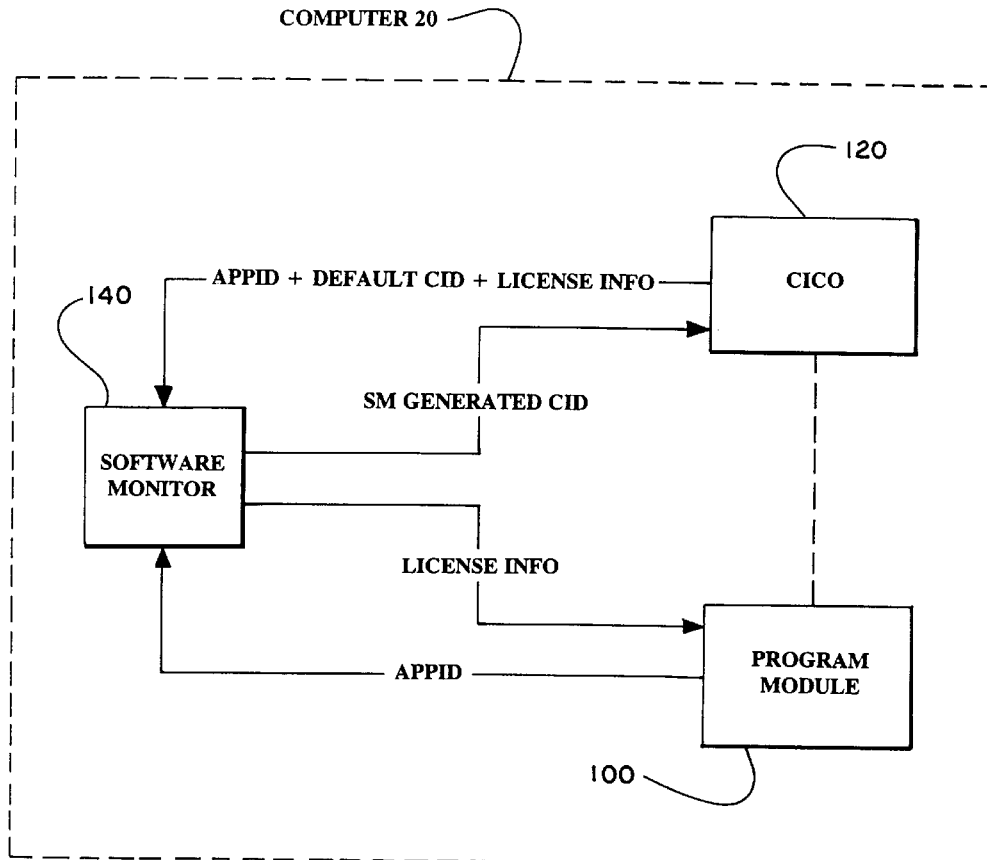 COMPUTER 20
120
APPID + DEFAULT CID + LICENSE INFO
CICO
140
SM GENERATED CID
SOFTWARE
MONITOR
LICENSE INFO
APPID
PROGRAM
MODULE
100